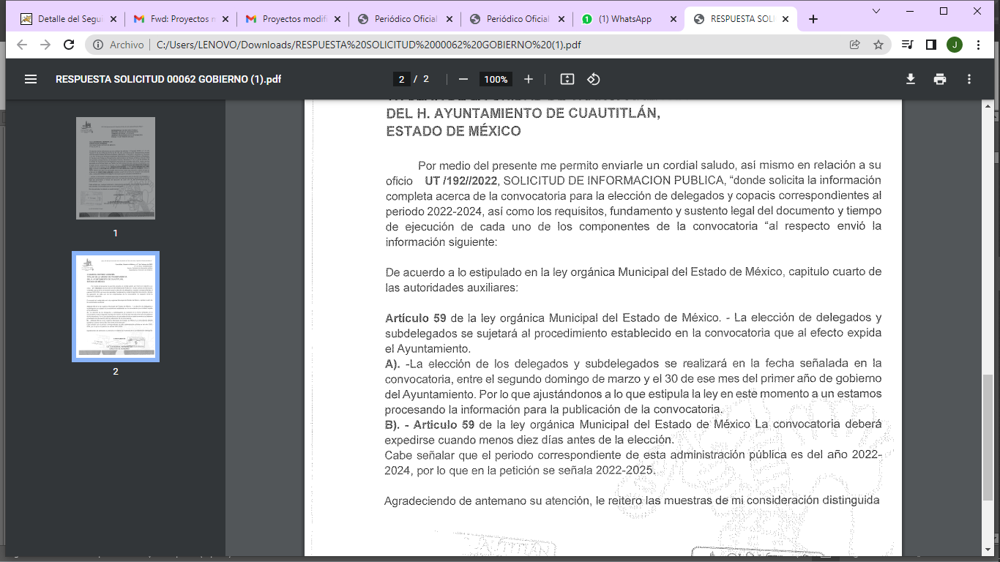 Detalle del Segui
Fwd: Proyectos m
Proyectos modifi
Periódico Oficial
Periódico Oficial
(1) WhatsApp
RESPUESTA SOLI
Archivo
C:/Users/LENOVO/Downloads/RESPUESTA%20SOLICITUD%2000062%20GOBIERNO%20(1).pdf
J
RESPUESTA SOLICITUD 00062 GOBIERNO (1).pdf
2 / 2
100%
1
2
DEL H. AYUNTAMIENTO DE CUAUTITLÁN,
ESTADO DE MÉXICO
Por medio del presente me permito enviarle un cordial saludo, asi mismo en relación a su
oficio UT /192//2022, SOLICITUD DE INFORMACION PUBLICA, “donde solicita la información
completa acerca de la convocatoria para la elección de delegados y copacis correspondientes al
periodo 2022-2024, así como los requisitos, fundamento y sustento legal del documento y tiempo
de ejecución de cada uno de los componentes de la convocatoria “al respecto envió la
información siguiente:
De acuerdo a lo estipulado en la ley orgánica Municipal del Estado de México, capitulo cuarto de
las autoridades auxiliares:
Artículo 59 de la ley orgánica Municipal del Estado de México. - La elección de delegados y
subdelegados se sujetará al procedimiento establecido en la convocatoria que al efecto expida
el Ayuntamiento.
A). -La elección de los delegados y subdelegados se realizará en la fecha señalada en la
convocatoria, entre el segundo domingo de marzo y el 30 de ese mes del primer año de gobierno
del Ayuntamiento. Por lo que ajustándonos a lo que estipula la ley en este momento a un estamos
procesando la información para la publicación de la convocatoria.
B). - Articulo 59 de la ley orgánica Municipal del Estado de México La convocatoria deberá
expedirse cuando menos diez días antes de la elección.
Cabe señalar que el periodo correspondiente de esta administración pública es del año 2022-
2024, por lo que en la petición se señala 2022-2025.
Agradeciendo de antemano su atención, le reitero las muestras de mi consideración distinguida